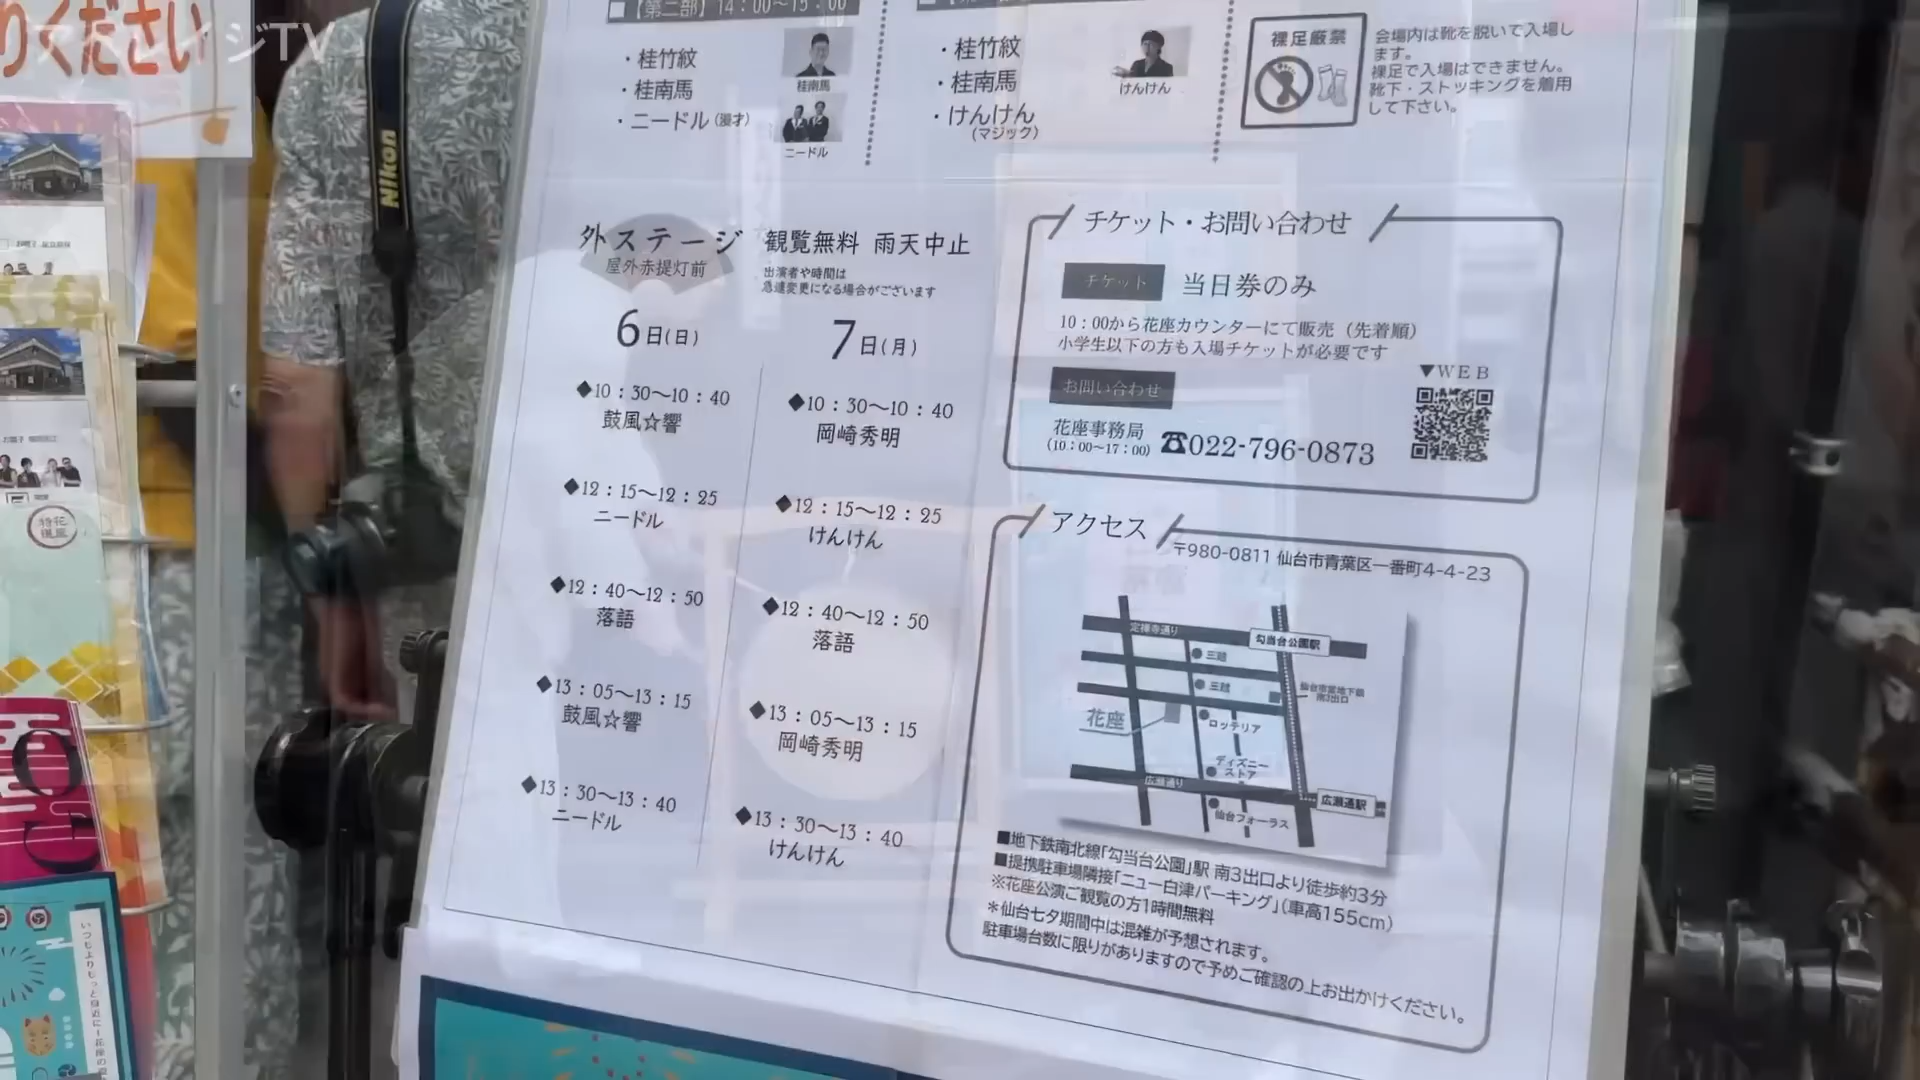 りください
ジTV
Nikon
【第二部】14:00～15:00
・桂竹紋
・桂南馬
・ニードル(漫才)
桂南馬
ニードル
・桂竹紋
・桂南馬
・けんけん
(マジック)
けんけん
裸足厳禁
会場内は靴を脱いで入場し
ます。
裸足で入場はできません。
靴下・ストッキングを着用
して下さい。
外ステージ
屋外赤提灯前
観覧無料 雨天中止
出演者や時間は
急遽変更になる場合がございます
6日(日)
◆10:30～10:40
鼓風☆響
◆12:15～12:25
ニードル
◆12:40～12:50
落語
◆13:05～13:15
鼓風☆響
◆13:30～13:40
ニードル
7日(月)
◆10:30～10:40
岡崎秀明
◆12:15～12:25
けんけん
◆12:40～12:50
落語
◆13:05～13:15
岡崎秀明
◆13:30～13:40
けんけん
チケット・お問い合わせ
チケット 当日券のみ
10:00から花座カウンターにて販売（先着順）
小学生以下の方も入場チケットが必要です
▼WEB
お問い合わせ
花座事務局
(10:00～17:00)
☎022-796-0873
アクセス
〒980-0811 仙台市青葉区一番町4-4-23
定禅寺通り
勾当台公園駅
三越
三越
仙台市営地下鉄
南3出口
花座
ロッテリア
ディズニー
ストア
広瀬通り
広瀬通駅
仙台フォーラス
■地下鉄南北線「勾当台公園」駅 南3出口より徒歩約3分
■提携駐車場隣接「ニュー白津パーキング」(車高155cm)
※花座公演ご観覧の方1時間無料
＊仙台七夕期間中は混雑が予想されます。
駐車場台数に限りがありますので予めご確認の上お出かけください。